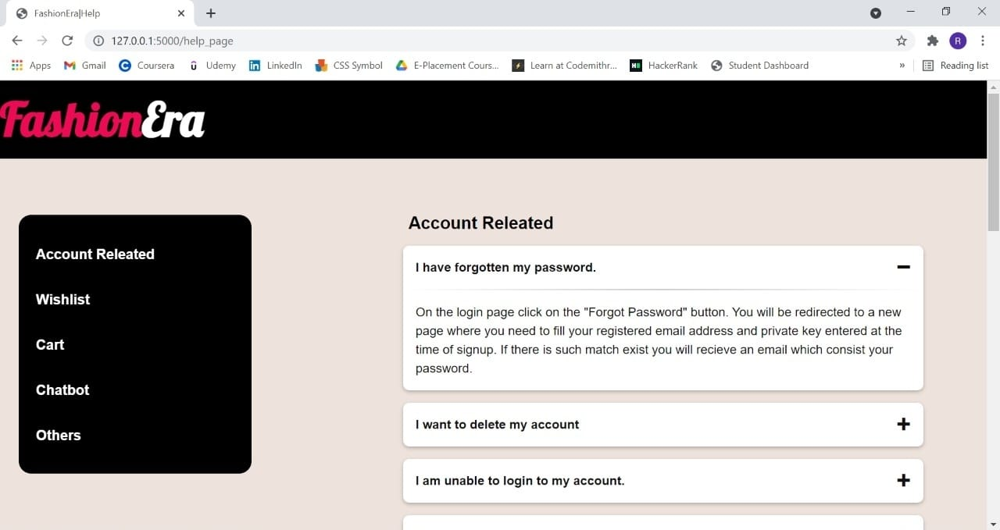 FashionEra|Help
127.0.0.1:5000/help_page
R
Apps Gmail Coursera Udemy LinkedIn CSS Symbol E-Placement Cours... Learn at Codemithr... HackerRank Student Dashboard » Reading list
FashionEra
Account Releated
Wishlist
Cart
Chatbot
Others
Account Releated
I have forgotten my password.
On the login page click on the "Forgot Password" button. You will be redirected to a new
page where you need to fill your registered email address and private key entered at the
time of signup. If there is such match exist you will recieve an email which consist your
password.
I want to delete my account
I am unable to login to my account.